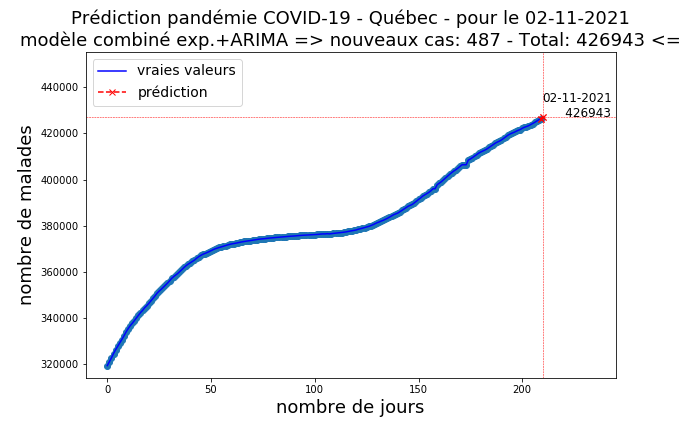 Prédiction pandémie COVID-19 - Québec - pour le 02-11-2021
modèle combiné exp.+ARIMA => nouveaux cas: 487 - Total: 426943 <=
vraies valeurs
prédiction
02-11-2021
426943
440000
420000
400000
380000
360000
340000
320000
nombre de malades
0 50 100 150 200
nombre de jours